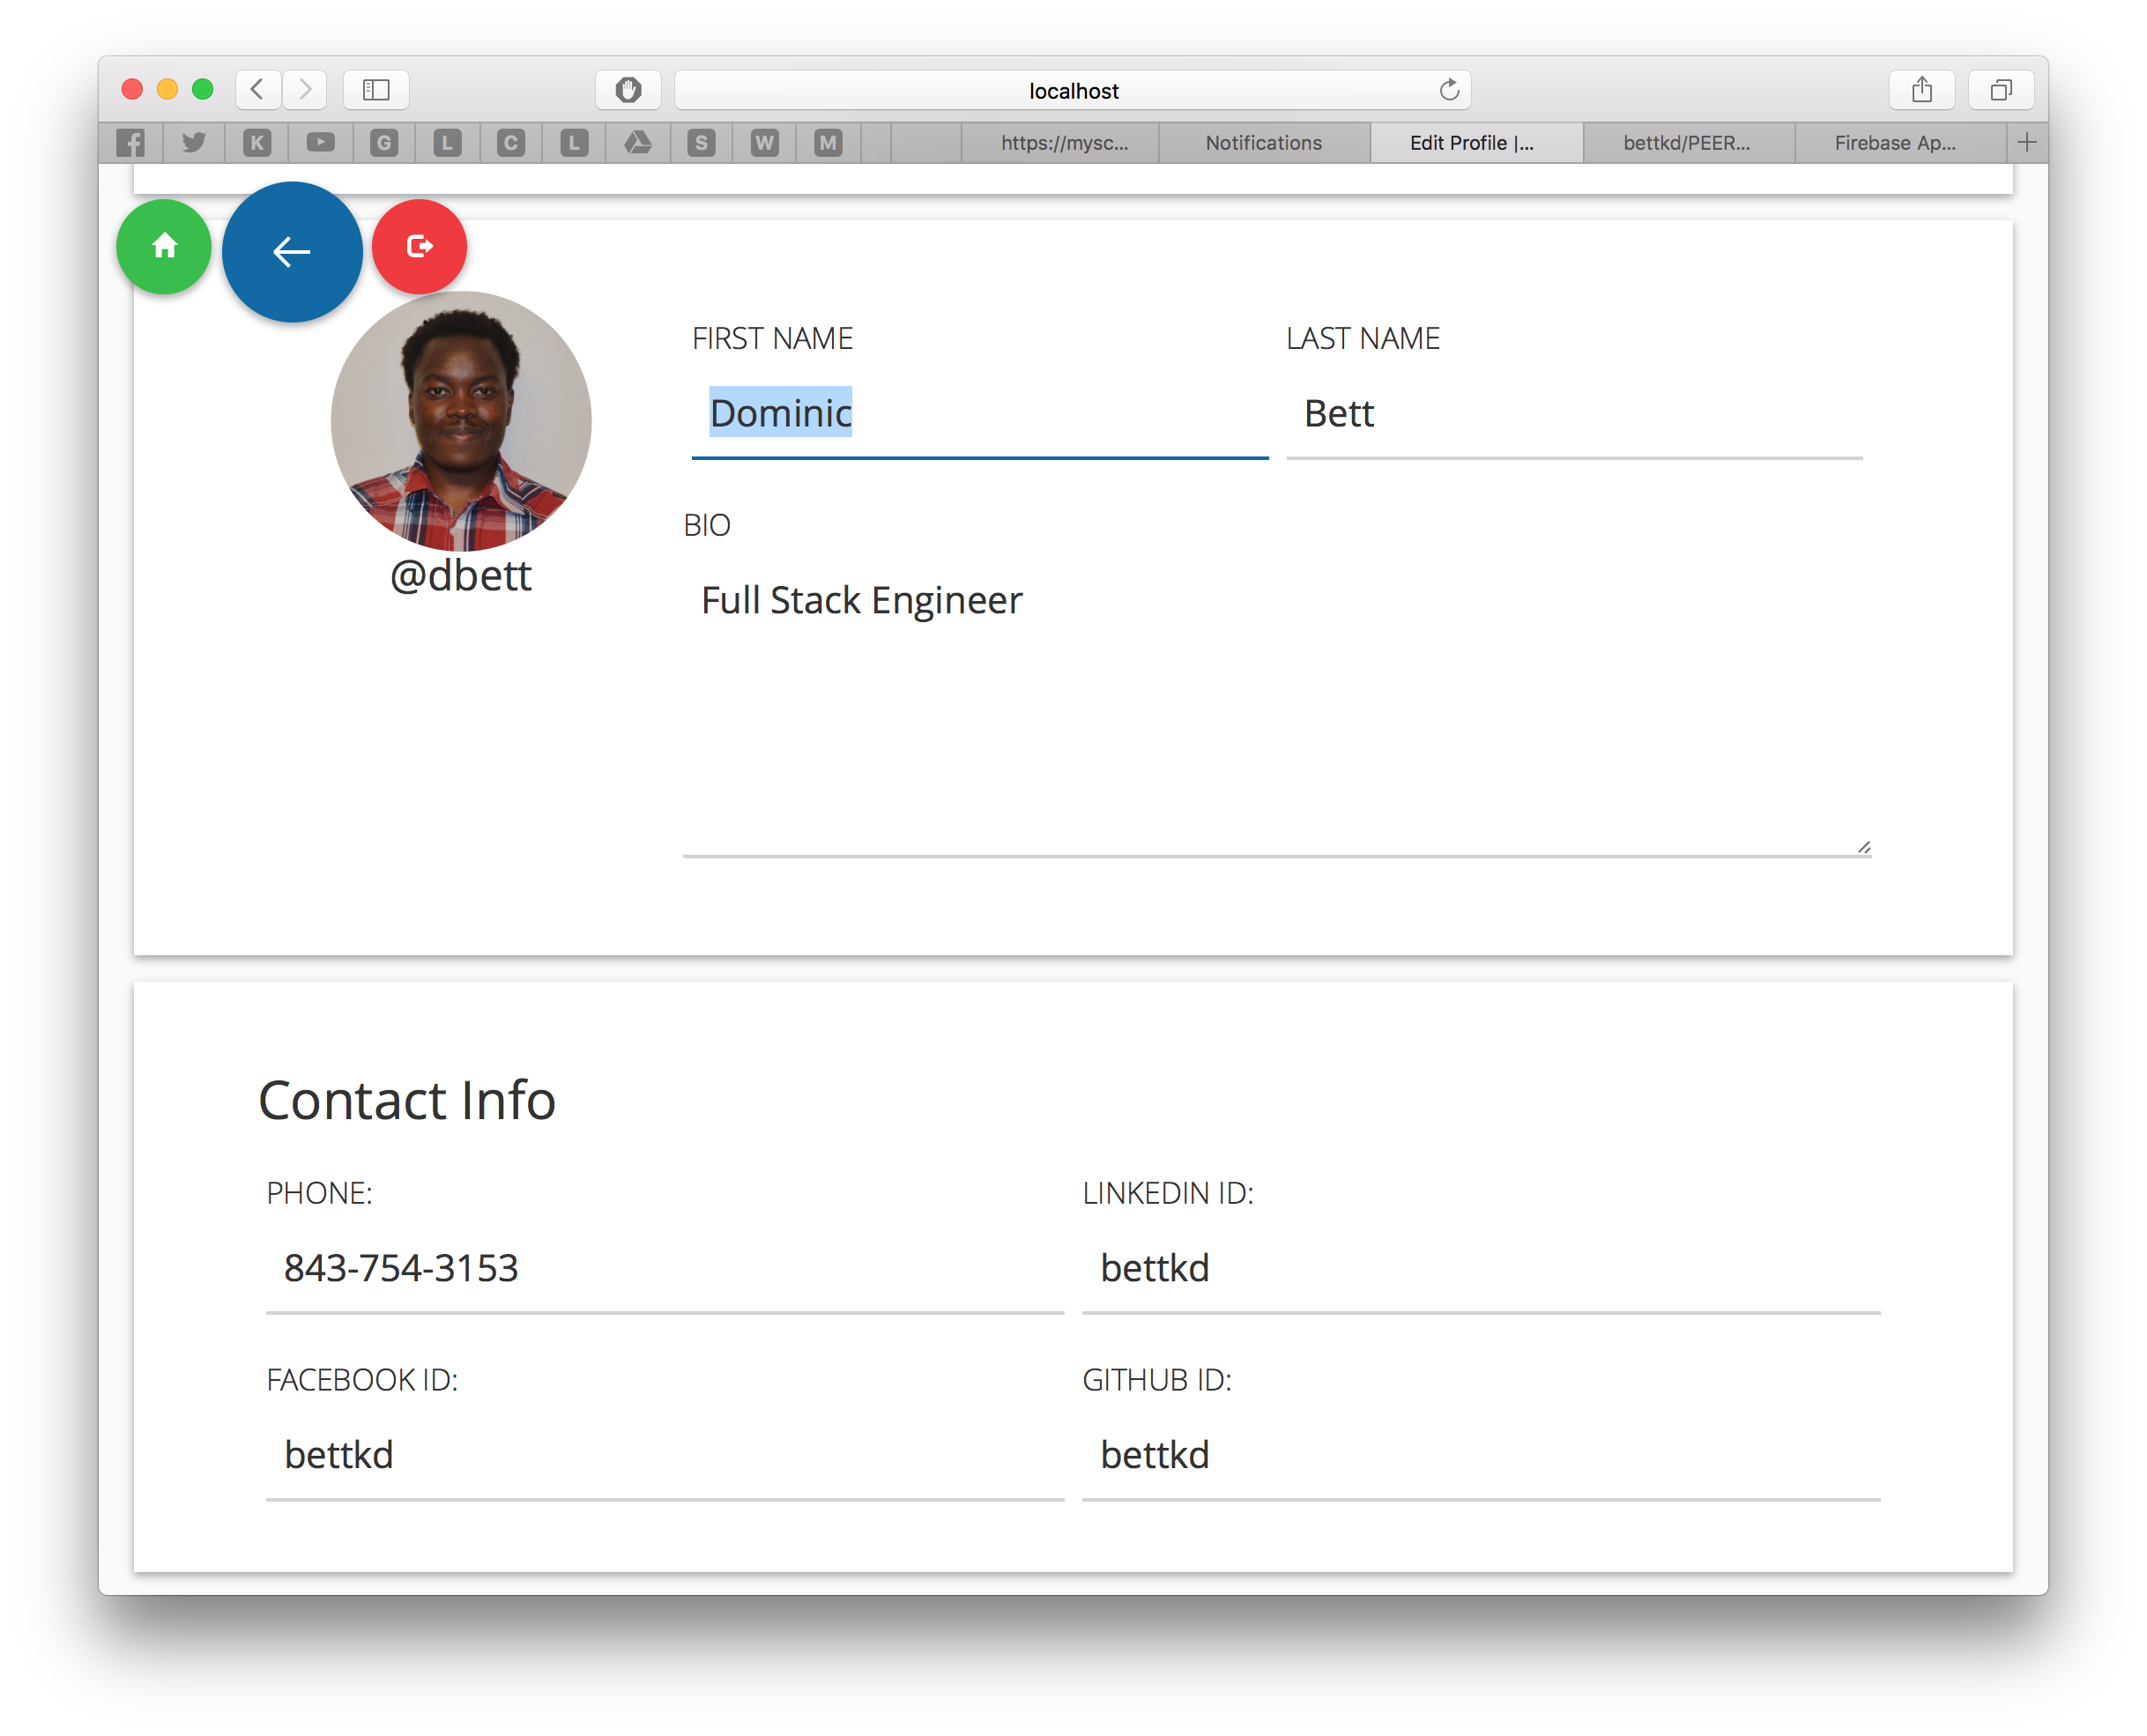 localhost
K G L C L S W M https://mysc... Notifications Edit Profile |... bettkd/PEER... Firebase Ap...
FIRST NAME LAST NAME
Dominic Bett
@dbett
BIO
Full Stack Engineer
Contact Info
PHONE: LINKEDIN ID:
843-754-3153 bettkd
FACEBOOK ID: GITHUB ID:
bettkd bettkd